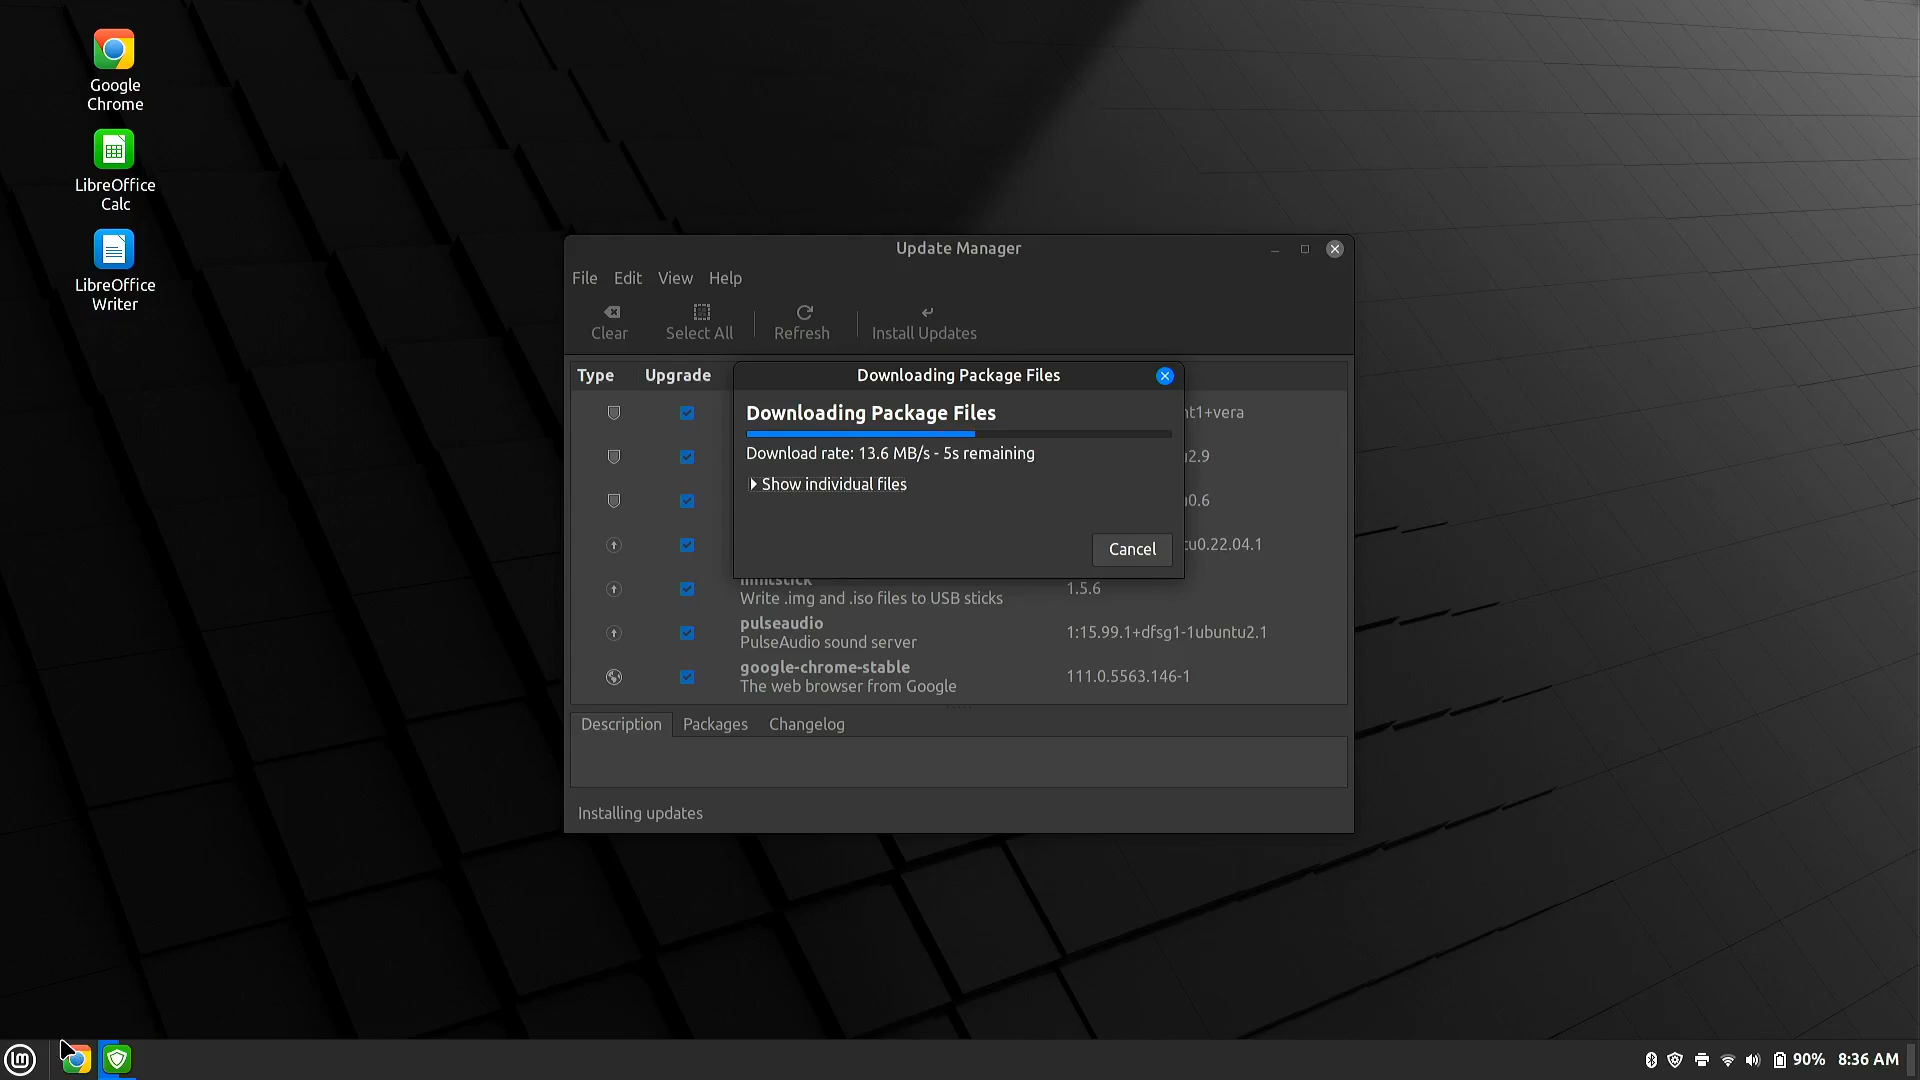 Google
Chrome
LibreOffice
Calc
LibreOffice
Writer
Update Manager
File Edit View Help
Clear Select All Refresh Install Updates
Type Upgrade
Downloading Package Files
Downloading Package Files
Download rate: 13.6 MB/s - 5s remaining
Show individual files
Cancel
nt1+vera
u2.9
u0.6
tu0.22.04.1
mintstick
Write .img and .iso files to USB sticks
1.5.6
pulseaudio
PulseAudio sound server
1:15.99.1+dfsg1-1ubuntu2.1
google-chrome-stable
The web browser from Google
111.0.5563.146-1
Description Packages Changelog
Installing updates
90% 8:36 AM